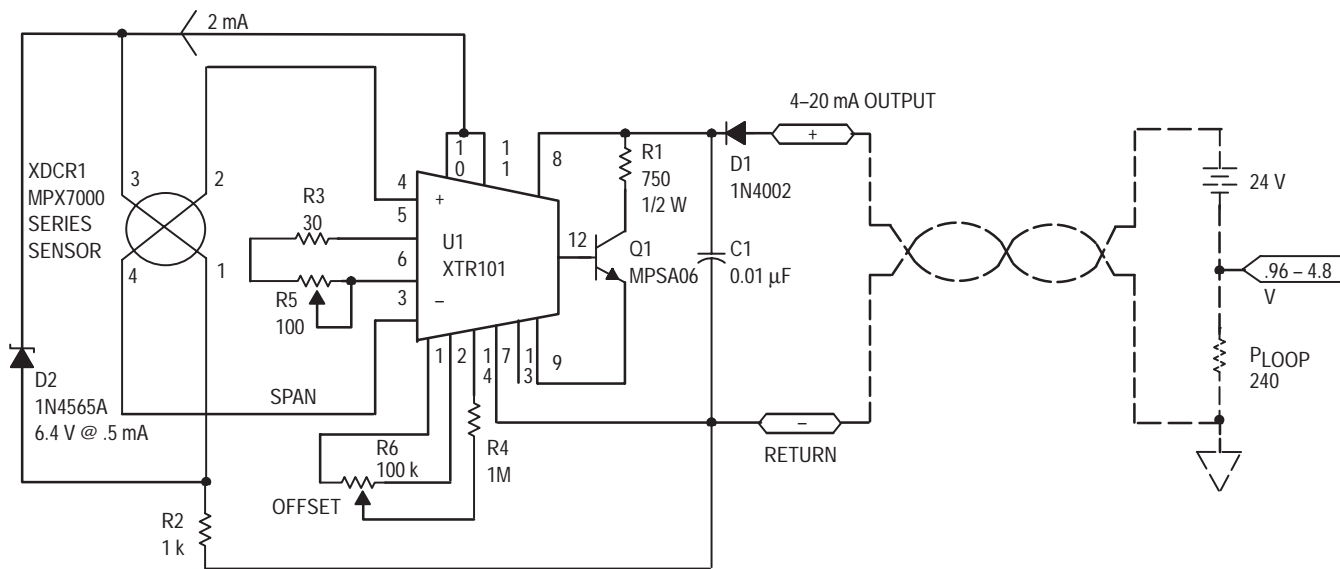 2 mA
4–20 mA OUTPUT
+
XDCR1
MPX7000
SERIES
SENSOR
3
2
4
1
R3
30
R5
100
4
5
6
3
+
–
U1
XTR101
1
0
1
1
8
12
R1
750
1/2 W
Q1
MPSA06
D1
1N4002
C1
0.01 µF
24 V
.96 – 4.8
V
PLOOP
240
D2
1N4565A
6.4 V @ .5 mA
SPAN
1
2
1
4
7
1
3
9
R6
100 k
OFFSET
R4
1M
–
RETURN
R2
1 k